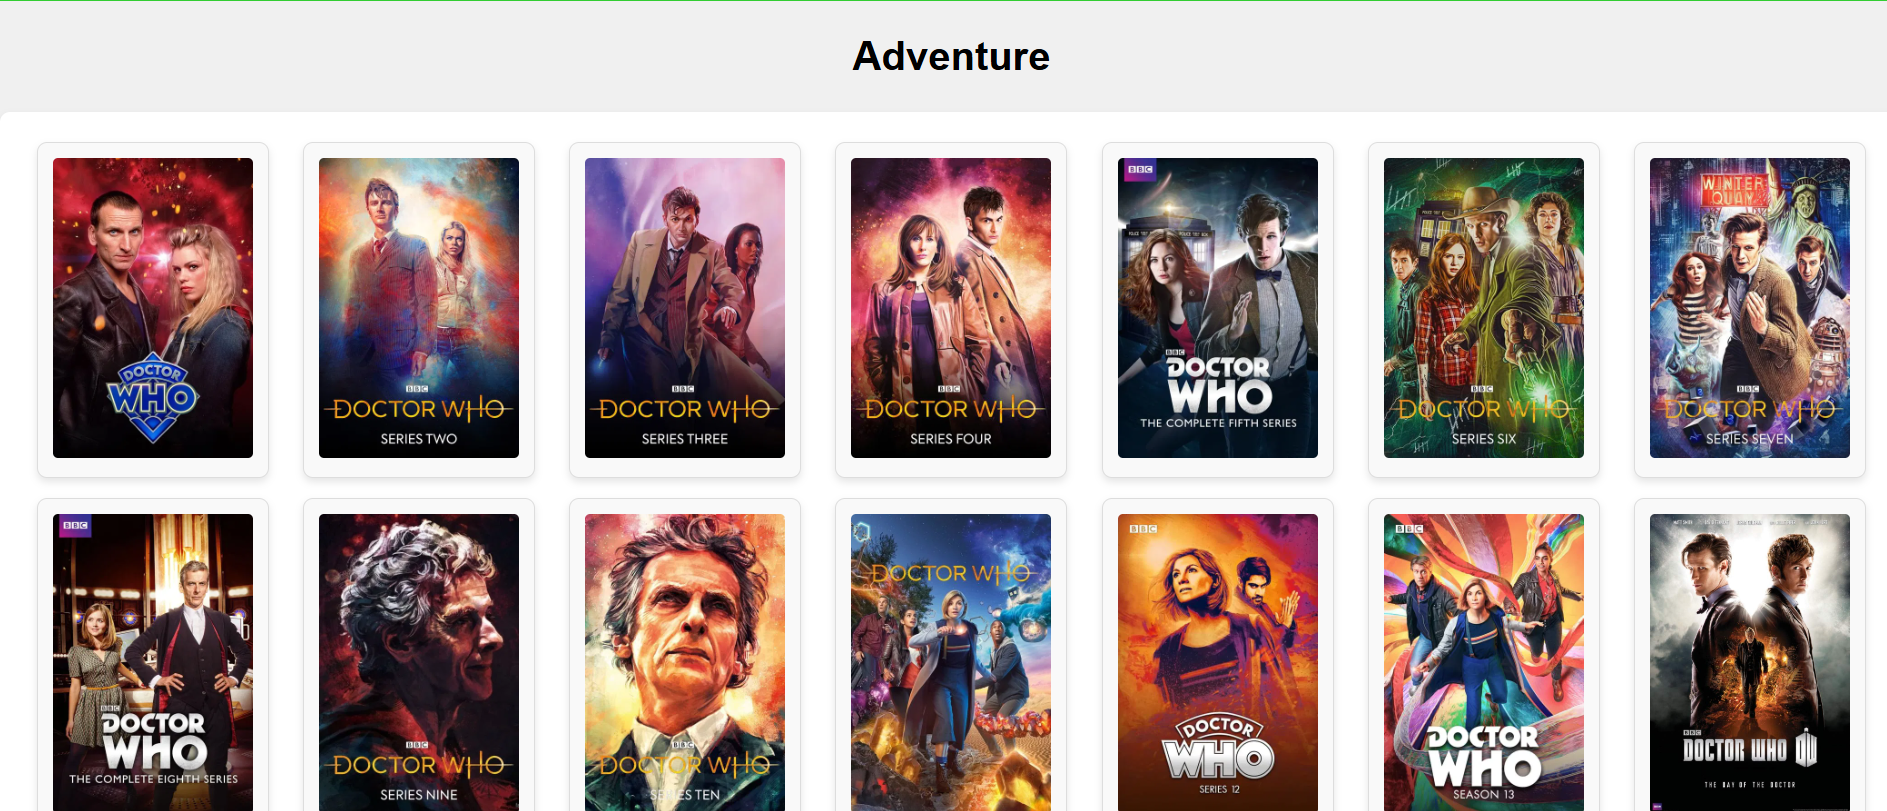 Adventure
DOCTOR
WHO
BBC
DOCTOR WHO
SERIES TWO
BBC
DOCTOR WHO
SERIES THREE
BBC
DOCTOR WHO
SERIES FOUR
BBC
BBC
DOCTOR
WHO
THE COMPLETE FIFTH SERIES
BBC
DOCTOR WHO
SERIES SIX
WINTER
QUAY
BBC
DOCTOR WHO
SERIES SEVEN
BBC
BBC
DOCTOR
WHO
THE COMPLETE EIGHTH SERIES
BBC
DOCTOR WHO
SERIES NINE
BBC
DOCTOR WHO
SERIES TEN
DOCTOR WHO
BBC
DOCTOR
WHO
SERIES 12
BBC
DOCTOR
WHO
SEASON 13
BBC
DOCTOR WHO
THE DAY OF THE DOCTOR